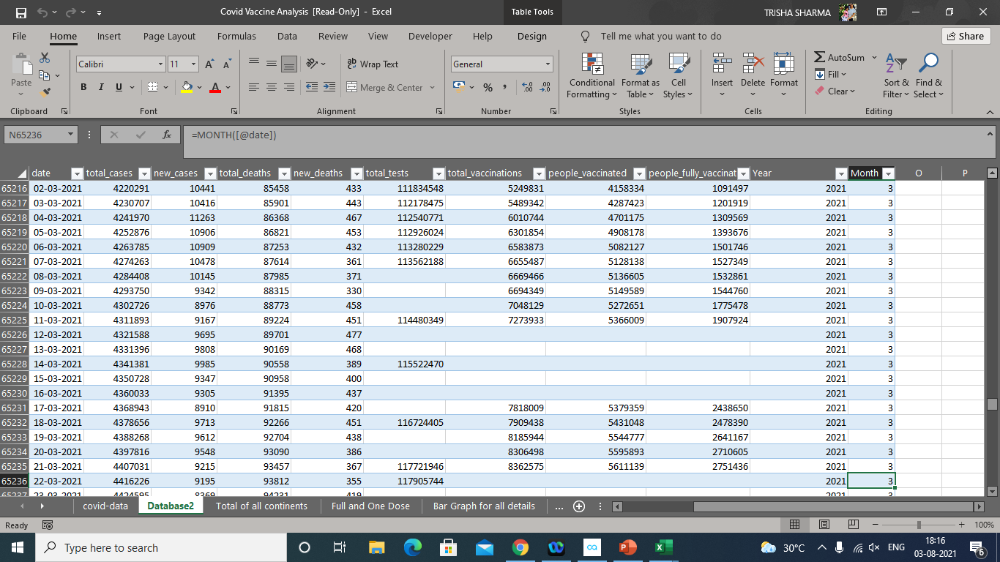 Covid Vaccine Analysis [Read-Only] - Excel
Table Tools
TRISHA SHARMA
File Home Insert Page Layout Formulas Data Review View Developer Help Design Tell me what you want to do Share
Paste
Calibri 11
Wrap Text
General
Merge & Center
B I U
Conditional Formatting
Format as Table
Cell Styles
Insert Delete Format
AutoSum
Fill
Clear
Sort & Filter
Find & Select
Clipboard Font Alignment Number Styles Cells Editing
N65236 fx =MONTH([@date])
date total_cases new_cases total_deaths new_deaths total_tests total_vaccinations people_vaccinated people_fully_vaccinat Year Month O P
65216 02-03-2021 4220291 10441 85458 433 111834548 5249831 4158334 1091497 2021 3
65217 03-03-2021 4230707 10416 85901 443 112178475 5489342 4287423 1201919 2021 3
65218 04-03-2021 4241970 11263 86368 467 112540771 6010744 4701175 1309569 2021 3
65219 05-03-2021 4252876 10906 86821 453 112926024 6301854 4908178 1393676 2021 3
65220 06-03-2021 4263785 10909 87253 432 113280229 6583873 5082127 1501746 2021 3
65221 07-03-2021 4274263 10478 87614 361 113562188 6655487 5128138 1527349 2021 3
65222 08-03-2021 4284408 10145 87985 371 6669466 5136605 1532861 2021 3
65223 09-03-2021 4293750 9342 88315 330 6694349 5149589 1544760 2021 3
65224 10-03-2021 4302726 8976 88773 458 7048129 5272651 1775478 2021 3
65225 11-03-2021 4311893 9167 89224 451 114480349 7273933 5366009 1907924 2021 3
65226 12-03-2021 4321588 9695 89701 477 2021 3
65227 13-03-2021 4331396 9808 90169 468 2021 3
65228 14-03-2021 4341381 9985 90558 389 115522470 2021 3
65229 15-03-2021 4350728 9347 90958 400 2021 3
65230 16-03-2021 4360033 9305 91395 437 2021 3
65231 17-03-2021 4368943 8910 91815 420 7818009 5379359 2438650 2021 3
65232 18-03-2021 4378656 9713 92266 451 116724405 7909438 5431048 2478390 2021 3
65233 19-03-2021 4388268 9612 92704 438 8185944 5544777 2641167 2021 3
65234 20-03-2021 4397816 9548 93090 386 8306498 5595893 2710605 2021 3
65235 21-03-2021 4407031 9215 93457 367 117721946 8362575 5611139 2751436 2021 3
65236 22-03-2021 4416226 9195 93812 355 117905744 2021 3
65237 23-03-2021 4424595 8369 94231 419 2021 3
covid-data Database2 Total of all continents Full and One Dose Bar Graph for all details ...
Ready 100%
Type here to search
30°C ENG 18:16
03-08-2021
6